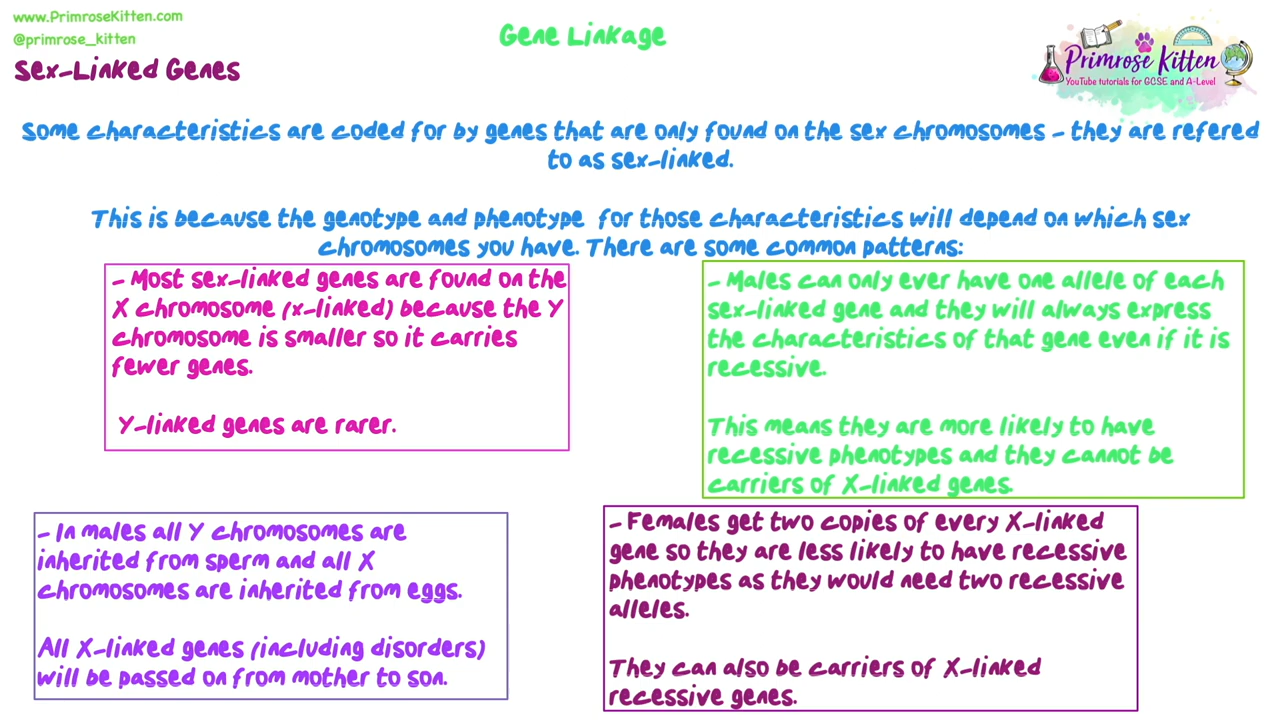 www.PrimroseKitten.com
@primrose_kitten
Gene Linkage
Primrose Kitten
YouTube tutorials for GCSE and A-Level
Sex-Linked Genes
Some characteristics are coded for by genes that are only found on the sex chromosomes - they are refered
to as sex-linked.
This is because the genotype and phenotype for those characteristics will depend on which sex
chromosomes you have. There are some common patterns:
- Most sex-linked genes are found on the
X chromosome (x-linked) because the Y
chromosome is smaller so it carries
fewer genes.
Y-linked genes are rarer.
- Males can only ever have one allele of each
sex-linked gene and they will always express
the characteristics of that gene even if it is
recessive.
This means they are more likely to have
recessive phenotypes and they cannot be
carriers of X-linked genes.
- In males all Y chromosomes are
inherited from sperm and all X
chromosomes are inherited from eggs.
All X-linked genes (including disorders)
will be passed on from mother to son.
- Females get two copies of every X-linked
gene so they are less likely to have recessive
phenotypes as they would need two recessive
alleles.
They can also be carriers of X-linked
recessive genes.